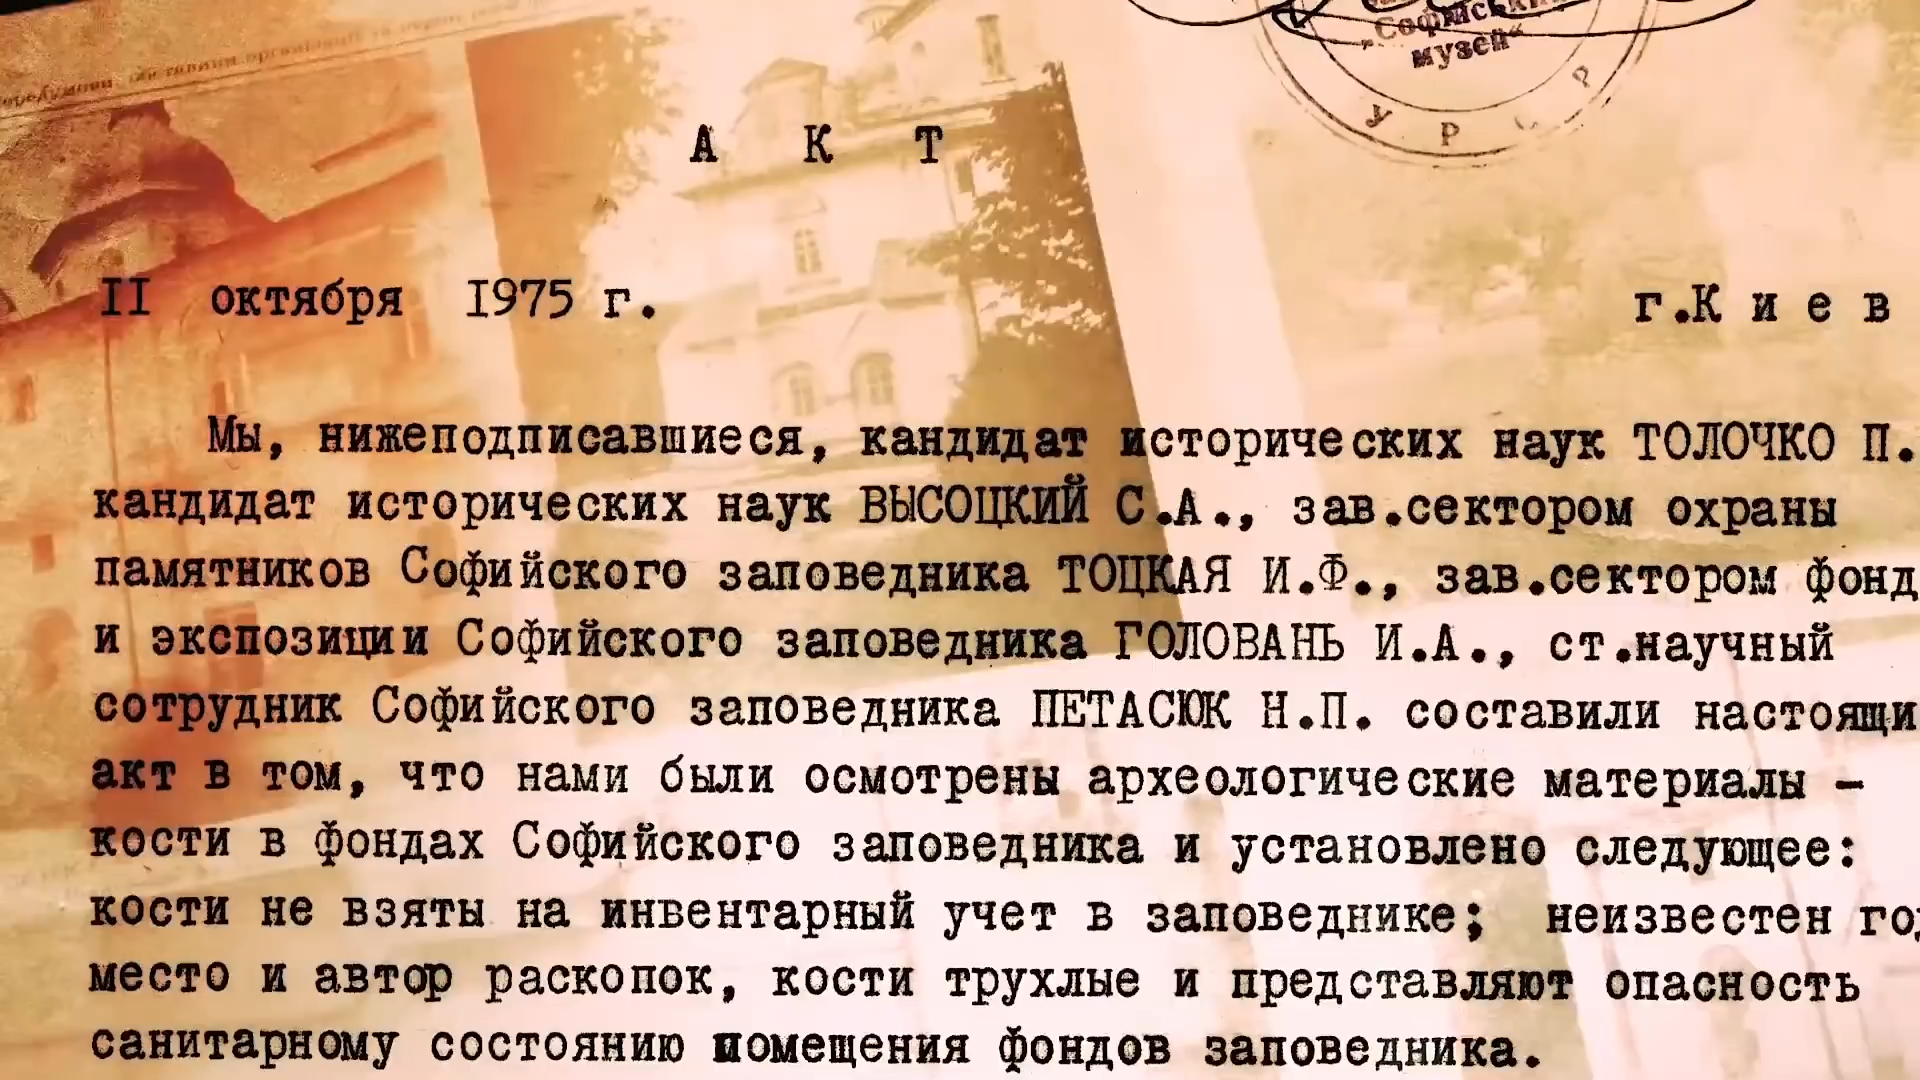 „Софійський
музей“
У Р С Р
А К Т
II октября I975 г.
г.К и е в
Мы, нижеподписавшиеся, кандидат исторических наук ТОЛОЧКО П.
кандидат исторических наук ВЫСОЦКИЙ С.А., зав.сектором охраны
памятников Софийского заповедника ТОЦКАЯ И.Ф., зав.сектором фонд
и экспозиции Софийского заповедника ГОЛОВАНЬ И.А., ст.научный
сотрудник Софийского заповедника ПЕТАСЮК Н.П. составили настоящи
акт в том, что нами были осмотрены археологические материалы -
кости в фондах Софийского заповедника и установлено следующее:
кости не взяты на инвентарный учет в заповеднике; неизвестен год
место и автор раскопок, кости трухлые и представляют опасность
санитарному состоянию помещения фондов заповедника.